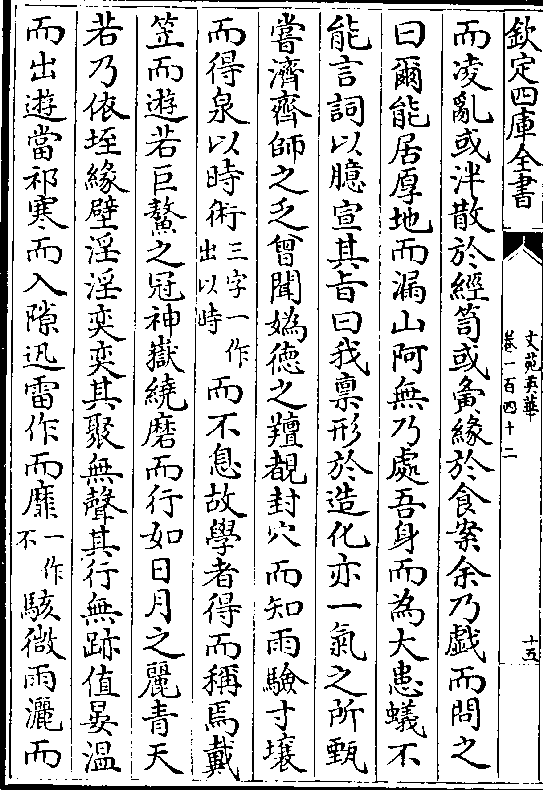 欽定四庫全書
文苑英華
卷一百四十二
十五
而凌亂或泮散於經笥或夤緣於食案余乃戲而問之
曰爾能居厚地而漏山阿無乃處吾身而為大患蟻不
能言詞以臆宣其旨曰我禀形於造化亦一氣之所甄
嘗濟齊師之乏曾聞媯德之羶覩封穴而知雨驗寸壤
而得泉以時術三字一作出以時而不息故學者得而稱焉戴
笠而遊若巨鼇之冠神嶽繞磨而行如日月之麗青天
若乃依垤緣壁淫淫奕奕其聚無聲其行無跡值晏溫
而出遊當祁寒而入隙迅雷作而靡一作不駭微雨灑而